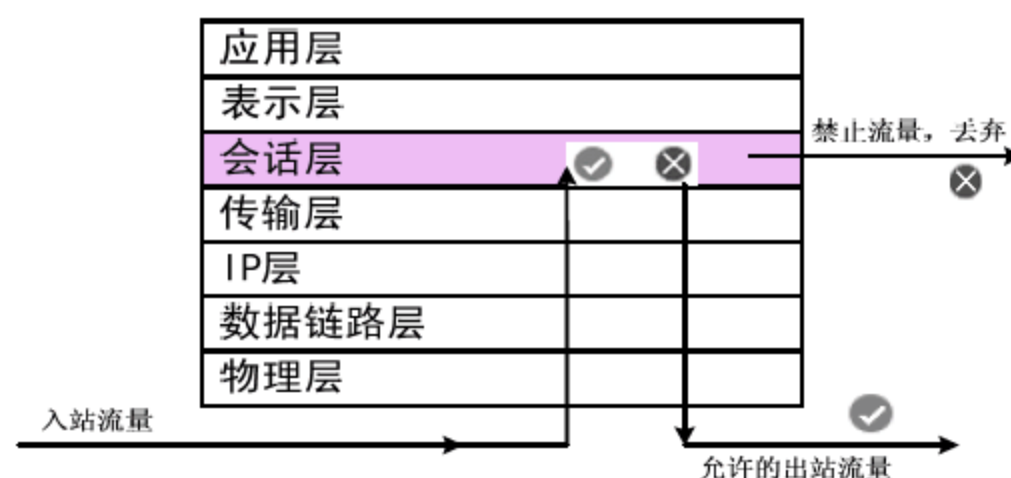 应用层
表示层
会话层
禁止流量，丢弃
传输层
IP层
数据链路层
物理层
入站流量
允许的出站流量